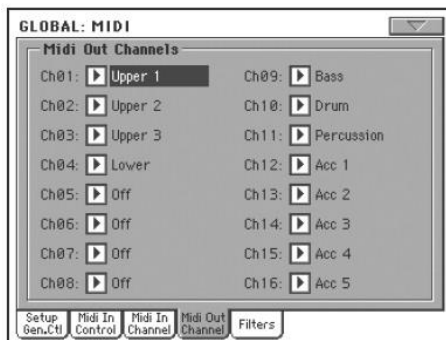 GLOBAL: MIDI
Midi Out Channels
Ch01: Upper 1
Ch02: Upper 2
Ch03: Upper 3
Ch04: Lower
Ch05: Off
Ch06: Off
Ch07: Off
Ch08: Off
Ch09: Bass
Ch10: Drum
Ch11: Percussion
Ch12: Acc 1
Ch13: Acc 2
Ch14: Acc 3
Ch15: Acc 4
Ch16: Acc 5
Setup Gen.Ctl
Midi In Control
Midi In Channel
Midi Out Channel
Filters